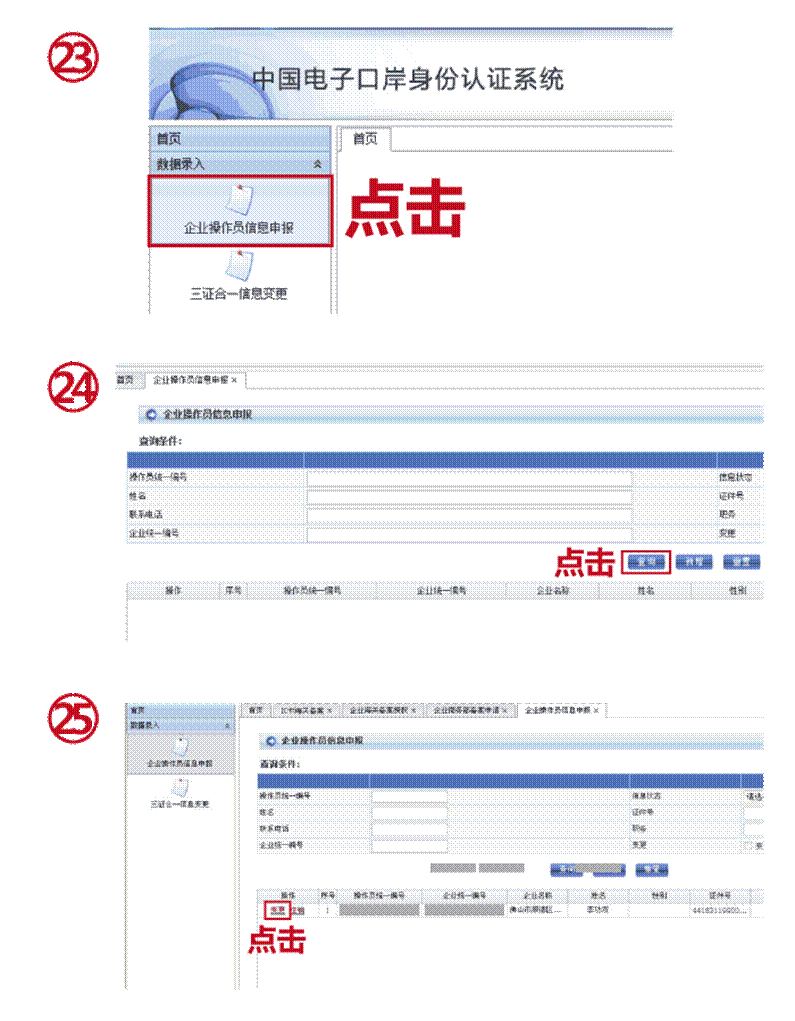 ㉓
中国电子口岸身份认证系统
首页
首页
数据录入
点击
企业操作员信息申报
三证合一信息变更
㉔
首页 企业操作员信息申报 ×
企业操作员信息申报
查询条件:
操作员统一编号 信息状态
姓名 证件号
联系电话 职务
企业统一编号 变更
点击 查询 新增 重置
操作 序号 操作员统一编号 企业统一编号 企业名称 姓名 性别
㉕
首页 首页 IC卡海关备案 × 企业海关备案授权 × 企业商务部备案申请 × 企业操作员信息申报 ×
数据录入
企业操作员信息申报
企业操作员信息申报
查询条件:
三证合一信息变更
操作员统一编号 信息状态 请选
姓名 证件号
联系电话 职务
企业统一编号 变更 变
重置
操作 序号 操作员统一编号 企业统一编号 企业名称 姓名 性别 证件号
变更 注销 1 佛山市顺德区...
点击